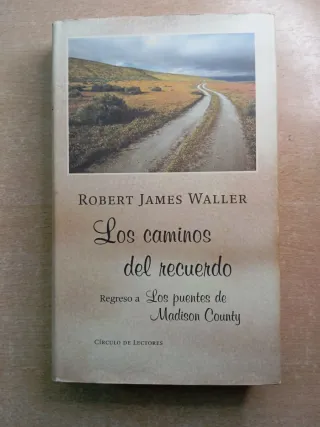 Robert James Waller
Los caminos
del recuerdo
Regreso a Los puentes de
Madison County
Círculo de Lectores